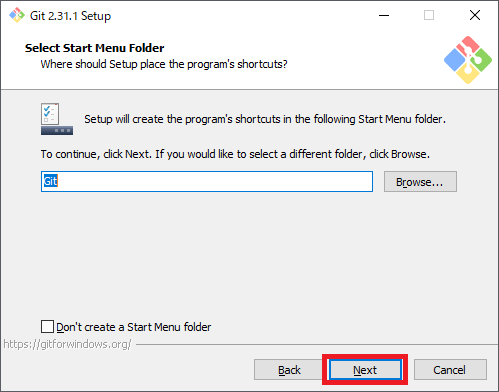 Git 2.31.1 Setup
Select Start Menu Folder
Where should Setup place the program's shortcuts?
Setup will create the program's shortcuts in the following Start Menu folder.
To continue, click Next. If you would like to select a different folder, click Browse.
Git
Browse...
Don't create a Start Menu folder
https://gitforwindows.org/
Back
Next
Cancel